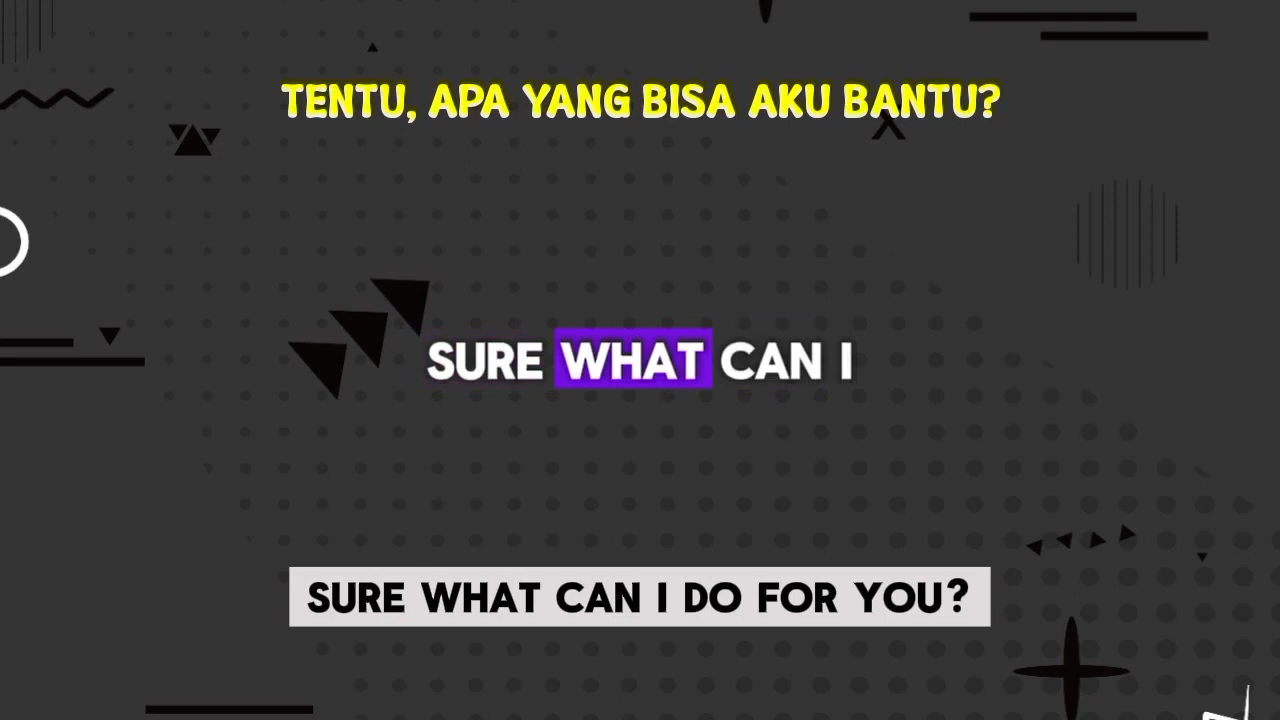 TENTU, APA YANG BISA AKU BANTU?
SURE WHAT CAN I
SURE WHAT CAN I DO FOR YOU?